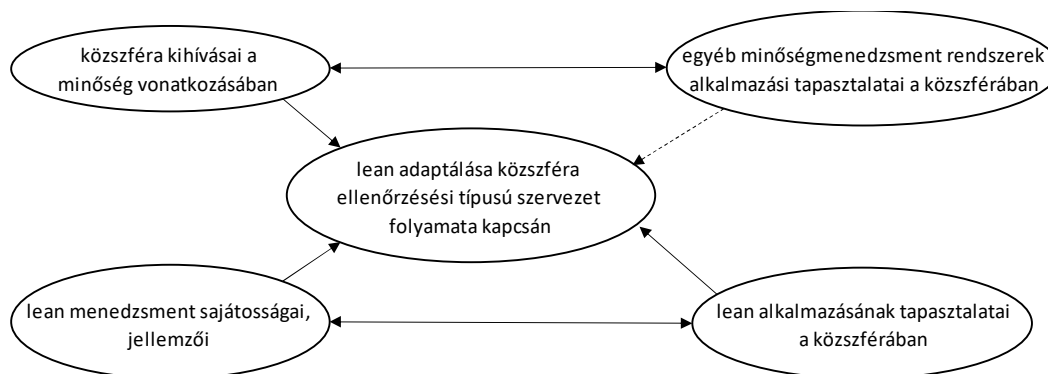 közszféra kihívásai a
minőség vonatkozásában
egyéb minőségmenedzsment rendszerek
alkalmazási tapasztalatai a közszférában
lean adaptálása közszféra
ellenőrzésési típusú szervezet
folyamata kapcsán
lean menedzsment sajátosságai,
jellemzői
lean alkalmazásának tapasztalatai
a közszférában